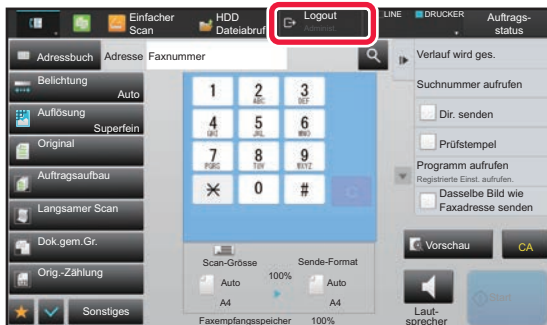 Einfacher
Scan
HDD
Dateiabruf
Logout
Administ.
LINE
DRUCKER
Auftrags-
status
Adressbuch
Adresse
Faxnummer
Verlauf wird ges.
Belichtung
Auto
Suchnummer aufrufen
Auflösung
Superfein
Dir. senden
Original
Prüfstempel
Auftragsaufbau
Programm aufrufen
Registrierte Einst. aufrufen.
Langsamer Scan
Dasselbe Bild wie
Faxadresse senden
Dok.gem.Gr.
Orig.-Zählung
Sonstiges
1
2
ABC
3
DEF
4
GHI
5
JKL
6
MNO
7
PQRS
8
TUV
9
WXYZ
0
#
C
Scan-Grösse
Sende-Format
100%
Auto
A4
Auto
A4
Faxempfangsspeicher 100%
Vorschau
CA
Laut-
sprecher
Start